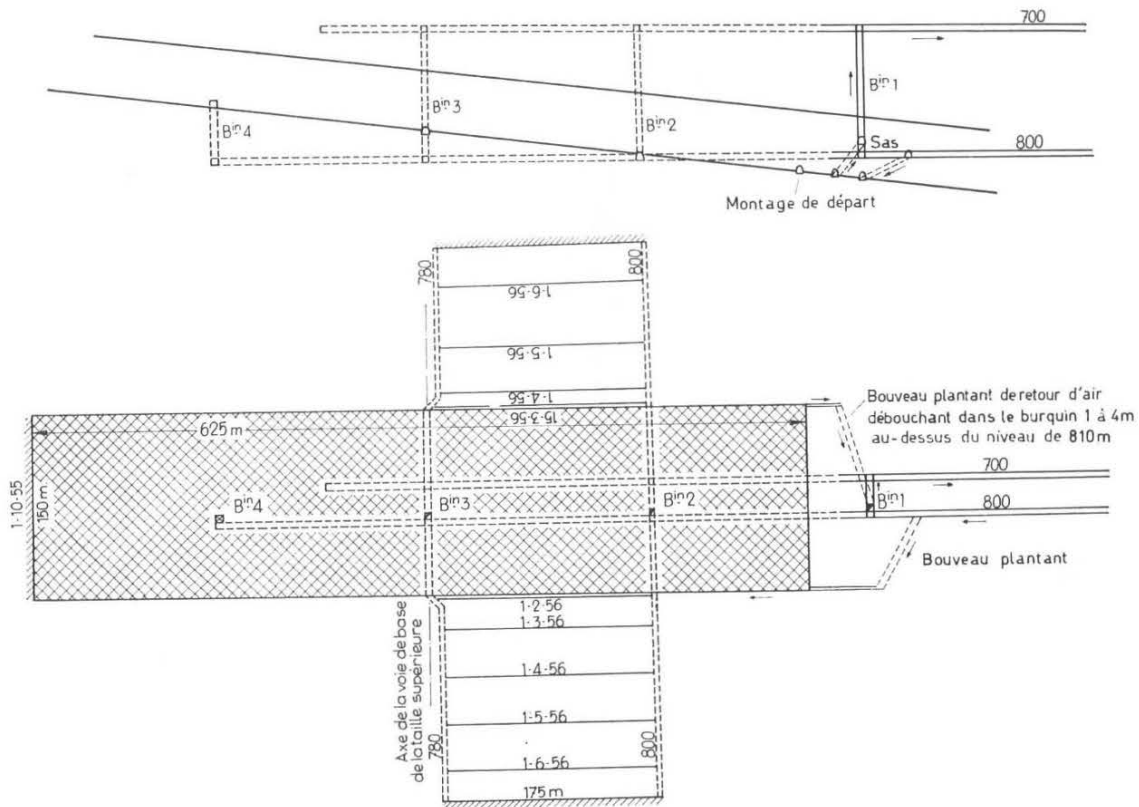 700
Bin 1
Bin 3
Bin 2
Bin 4
Sas
800
Montage de départ
780
800
1-6-56
1-5-56
1-4-56
15-3-56
Bouveau plantant de retour d'air
débouchant dans le burquin 1 à 4m
au-dessus du niveau de 810 m
625 m
1-10-55
150 m.
700
Bin 4
Bin 3
Bin 2
Bin 1
800
Bouveau plantant
1-2-56
1-3-56
1-4-56
1-5-56
1-6-56
175 m
Axe de la voie de base
de la taille supérieure
780
800